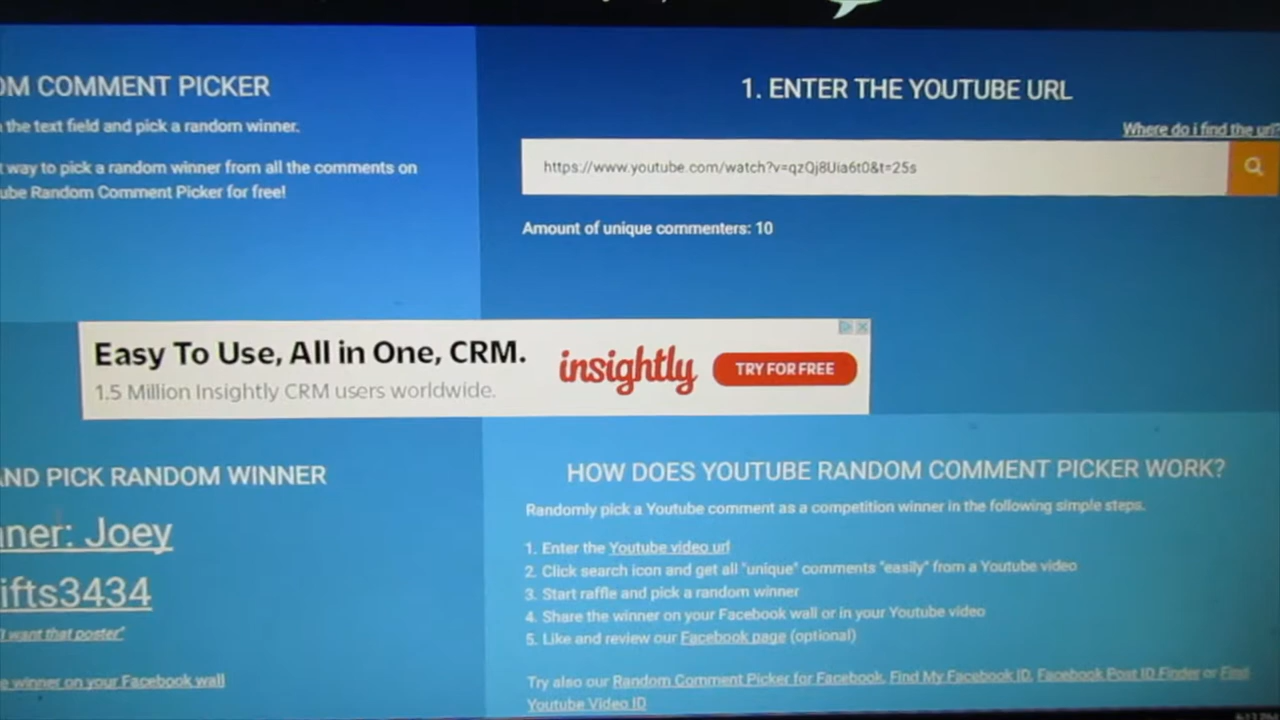 COMMENT PICKER
the text field and pick a random winner.
way to pick a random winner from all the comments on
Random Comment Picker for free!
1. ENTER THE YOUTUBE URL
Where do i find the url?
https://www.youtube.com/watch?v=qzQj8Uia6t0&t=25s
Amount of unique commenters: 10
Easy To Use, All in One, CRM.
1.5 Million Insightly CRM users worldwide.
insightly
TRY FOR FREE
AND PICK RANDOM WINNER
Joey
ifts3434
I want that poster"
winner on your Facebook wall
HOW DOES YOUTUBE RANDOM COMMENT PICKER WORK?
Randomly pick a Youtube comment as a competition winner in the following simple steps.
1. Enter the Youtube video url
2. Click search icon and get all "unique" comments "easily" from a Youtube video
3. Start raffle and pick a random winner
4. Share the winner on your Facebook wall or in your Youtube video
5. Like and review our Facebook page (optional)
Try also our Random Comment Picker for Facebook, Find My Facebook ID, Facebook Post ID Finder or Find
Youtube Video ID